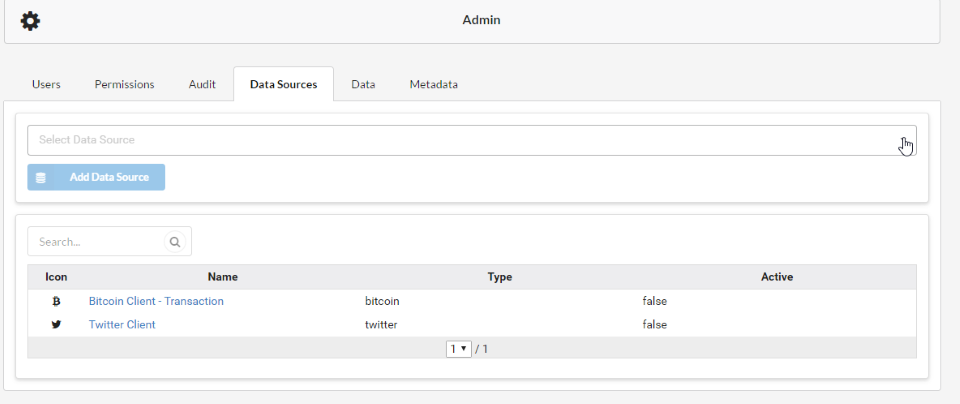 Admin
Users Permissions Audit Data Sources Data Metadata
Select Data Source
Add Data Source
Search...
Icon Name Type Active
Bitcoin Client - Transaction bitcoin false
Twitter Client twitter false
1 / 1